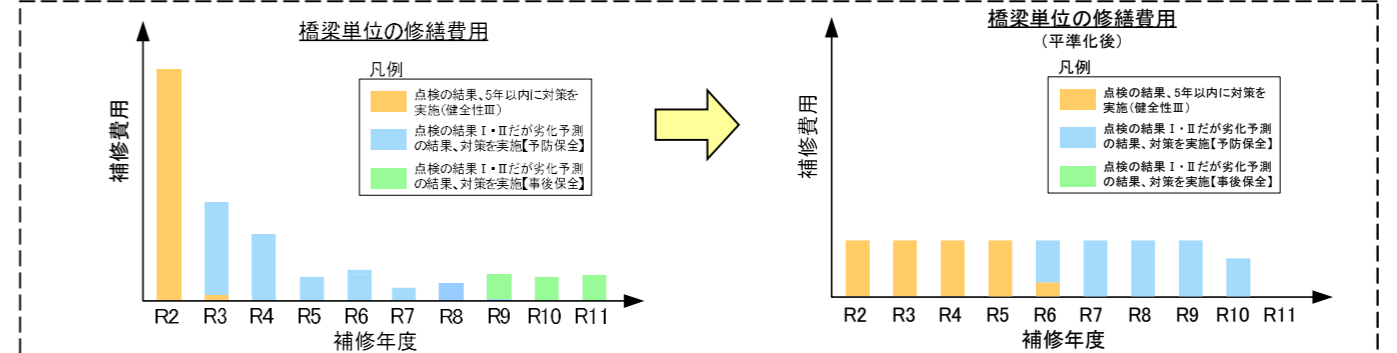 橋梁単位の修繕費用
凡例
点検の結果、5年以内に対策を
実施(健全性Ⅲ)
点検の結果Ⅰ・Ⅱだが劣化予測
の結果、対策を実施【予防保全】
点検の結果Ⅰ・Ⅱだが劣化予測
の結果、対策を実施【事後保全】
補修費用
R2 R3 R4 R5 R6 R7 R8 R9 R10 R11
補修年度
橋梁単位の修繕費用
(平準化後)
凡例
点検の結果、5年以内に対策を
実施(健全性Ⅲ)
点検の結果Ⅰ・Ⅱだが劣化予測
の結果、対策を実施【予防保全】
点検の結果Ⅰ・Ⅱだが劣化予測
の結果、対策を実施【事後保全】
補修費用
R2 R3 R4 R5 R6 R7 R8 R9 R10 R11
補修年度